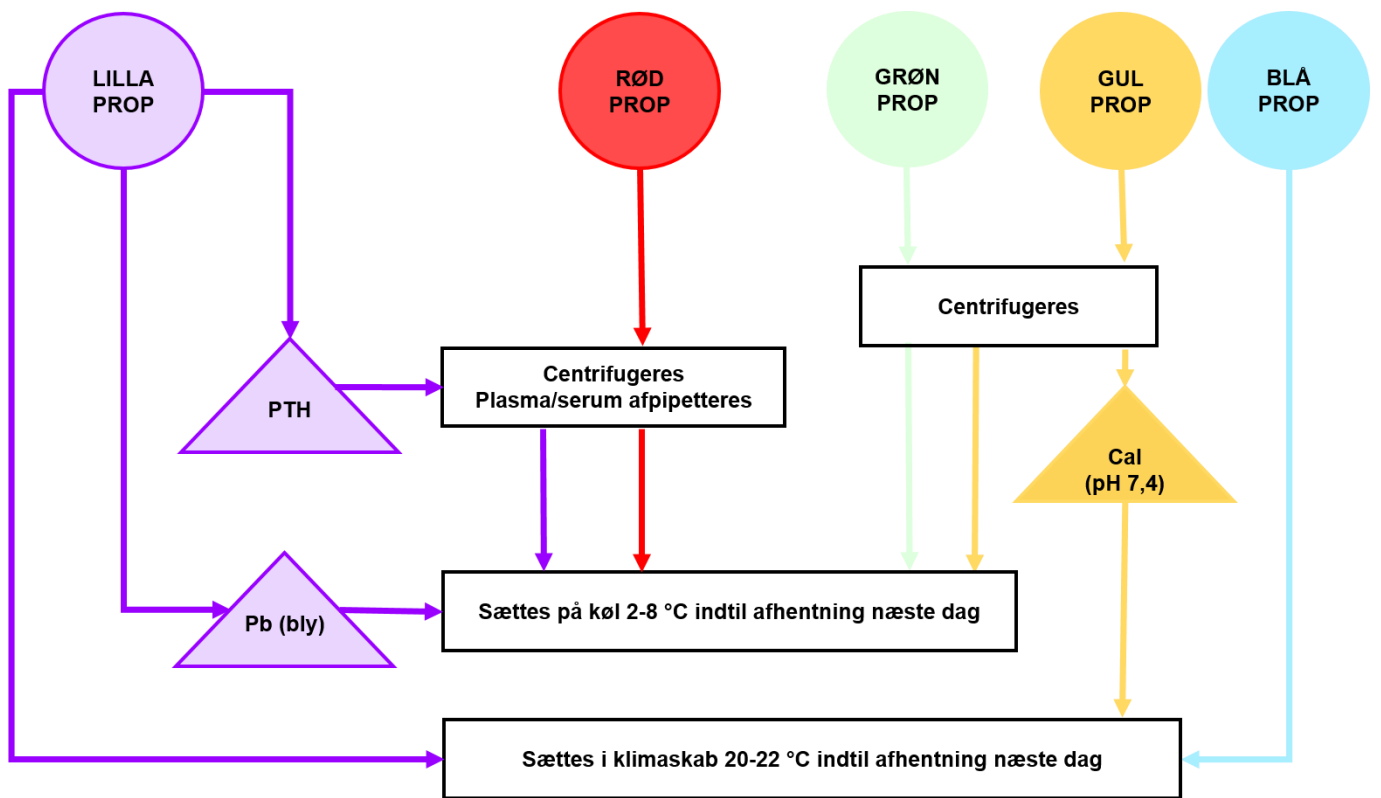 LILLA
PROP
RØD
PROP
GRØN
PROP
GUL
PROP
BLÅ
PROP
Centrifugeres
Centrifugeres
Plasma/serum afpipetteres
PTH
Cal
(pH 7,4)
Sættes på køl 2-8 °C indtil afhentning næste dag
Pb (bly)
Sættes i klimaskab 20-22 °C indtil afhentning næste dag